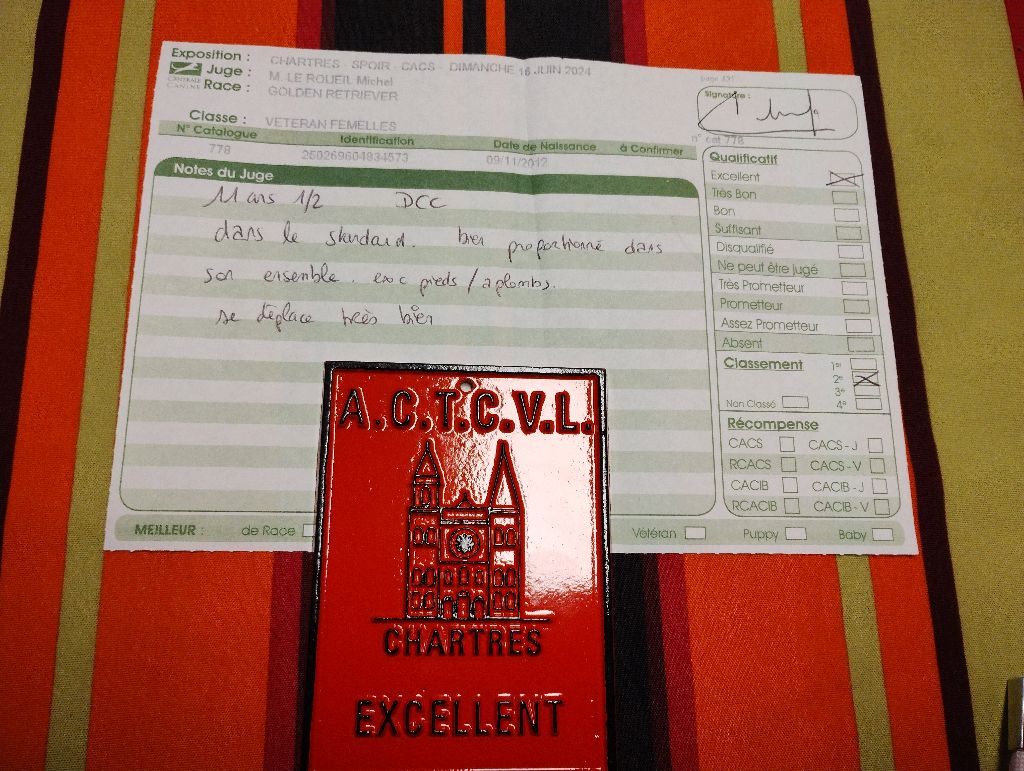 Exposition : CHARTRES - SPOIR - CACS - DIMANCHE 16 JUIN 2024
Juge : M. LE ROUEIL Michel
CENTRALE CANINE
Race : GOLDEN RETRIEVER
Classe : VETERAN FEMELLES
N° Catalogue Identification Date de Naissance à Confirmer
778 250269604834573 09/11/2012
Notes du Juge
11 ans 1/2 DCC
dans le standard. bien proportionné dans
son ensemble. exc pieds / aplombs.
se déplace très bien
Signature :
n° cat 778
Qualificatif
Excellent
Très Bon
Bon
Suffisant
Disqualifié
Ne peut être jugé
Très Prometteur
Prometteur
Assez Prometteur
Absent
Classement 1er
2e
3e
Non Classé 4e
Récompense
CACS CACS - J
RCACS CACS - V
CACIB CACIB - J
RCACIB CACIB - V
MEILLEUR : de Race Vétéran Puppy Baby
A.C.T.C.V.L.
CHARTRES
EXCELLENT